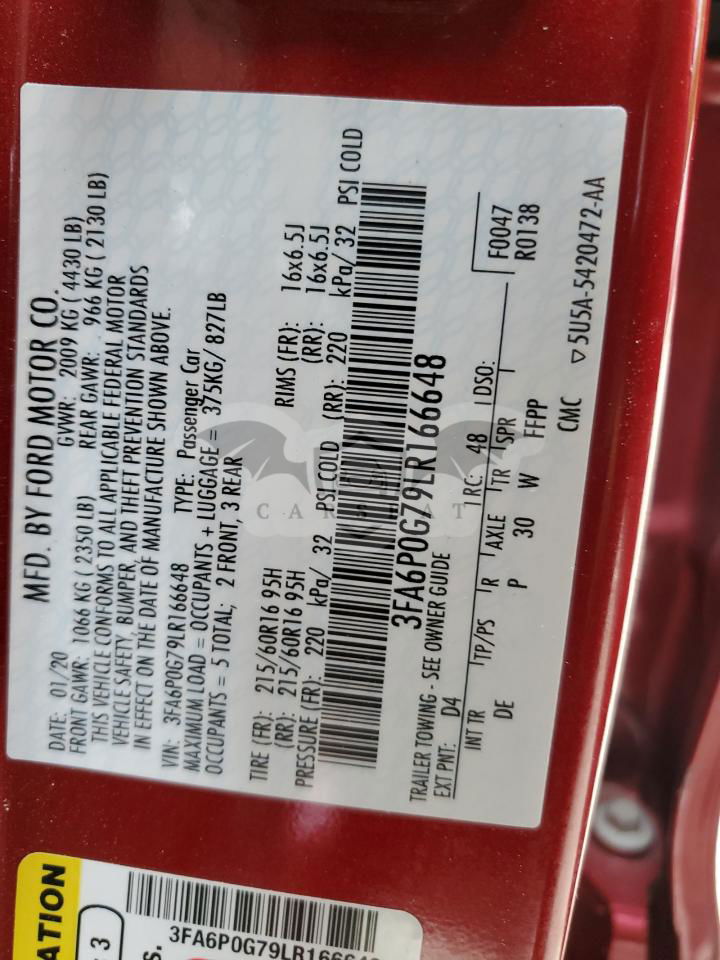 MFD. BY FORD MOTOR CO.
DATE: 01/20 GVWR: 2009 KG ( 4430 LB)
FRONT GAWR: 1066 KG ( 2350 LB) REAR GAWR: 966 KG ( 2130 LB)
THIS VEHICLE CONFORMS TO ALL APPLICABLE FEDERAL MOTOR
VEHICLE SAFETY, BUMPER, AND THEFT PREVENTION STANDARDS
IN EFFECT ON THE DATE OF MANUFACTURE SHOWN ABOVE.
VIN: 3FA6P0G79LR166648 TYPE: Passenger Car
MAXIMUM LOAD = OCCUPANTS + LUGGAGE = 375KG/ 827LB
OCCUPANTS = 5 TOTAL; 2 FRONT, 3 REAR
TIRE (FR): 215/60R16 95H RIMS (FR): 16x6.5J
(RR): 215/60R16 95H (RR): 16x6.5J
PRESSURE (FR): 220 kPa/ 32 PSI COLD (RR): 220 kPa/ 32 PSI COLD
3FA6P0G79LR166648
TRAILER TOWING - SEE OWNER GUIDE
EXT PNT: D4 RC: 48 DSO: F0047
R0138
INT TR TP/PS R AXLE TR SPR
DE P 30 W FFPP
CMC ▽5U5A-5420472-AA
CARSBAT
ATION
3
S.
3FA6P0G79LR166648